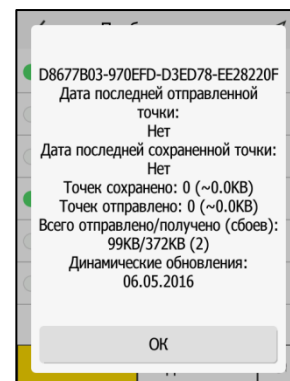 D8677B03-970EFD-D3ED78-EE28220F
Дата последней отправленной
точки:
Нет
Дата последней сохраненной точки:
Нет
Точек сохранено: 0 (~0.0KB)
Точек отправлено: 0 (~0.0KB)
Всего отправлено/получено (сбоев):
99KB/372KB (2)
Динамические обновления:
06.05.2016
ОК